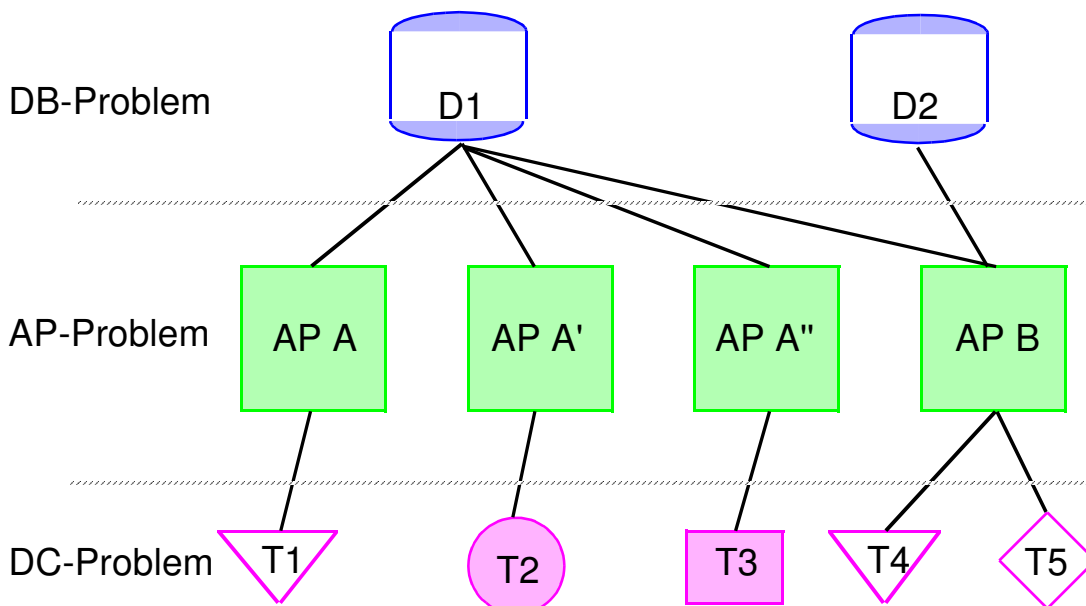 DB-Problem
D1
D2
AP-Problem
AP A
AP A'
AP A"
AP B
DC-Problem
T1
T2
T3
T4
T5